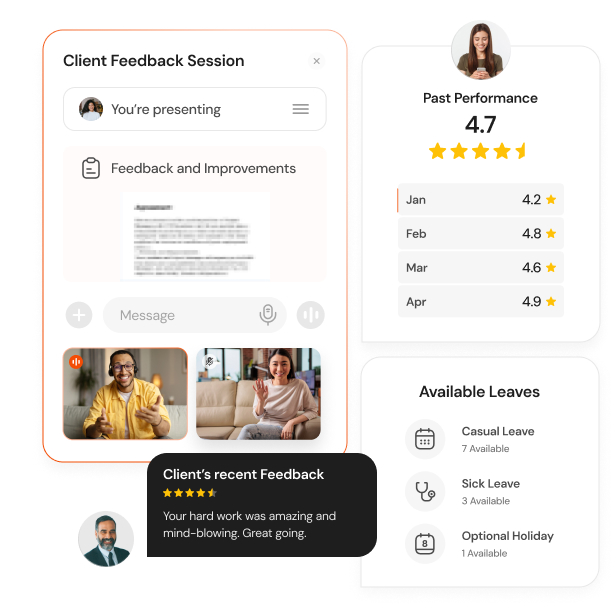 Client Feedback Session
You're presenting
Feedback and Improvements
Agreement
Message
Client's recent Feedback
Your hard work was amazing and
mind-blowing. Great going.
Past Performance
4.7
Jan 4.2
Feb 4.8
Mar 4.6
Apr 4.9
Available Leaves
Casual Leave
7 Available
Sick Leave
3 Available
8
Optional Holiday
1 Available